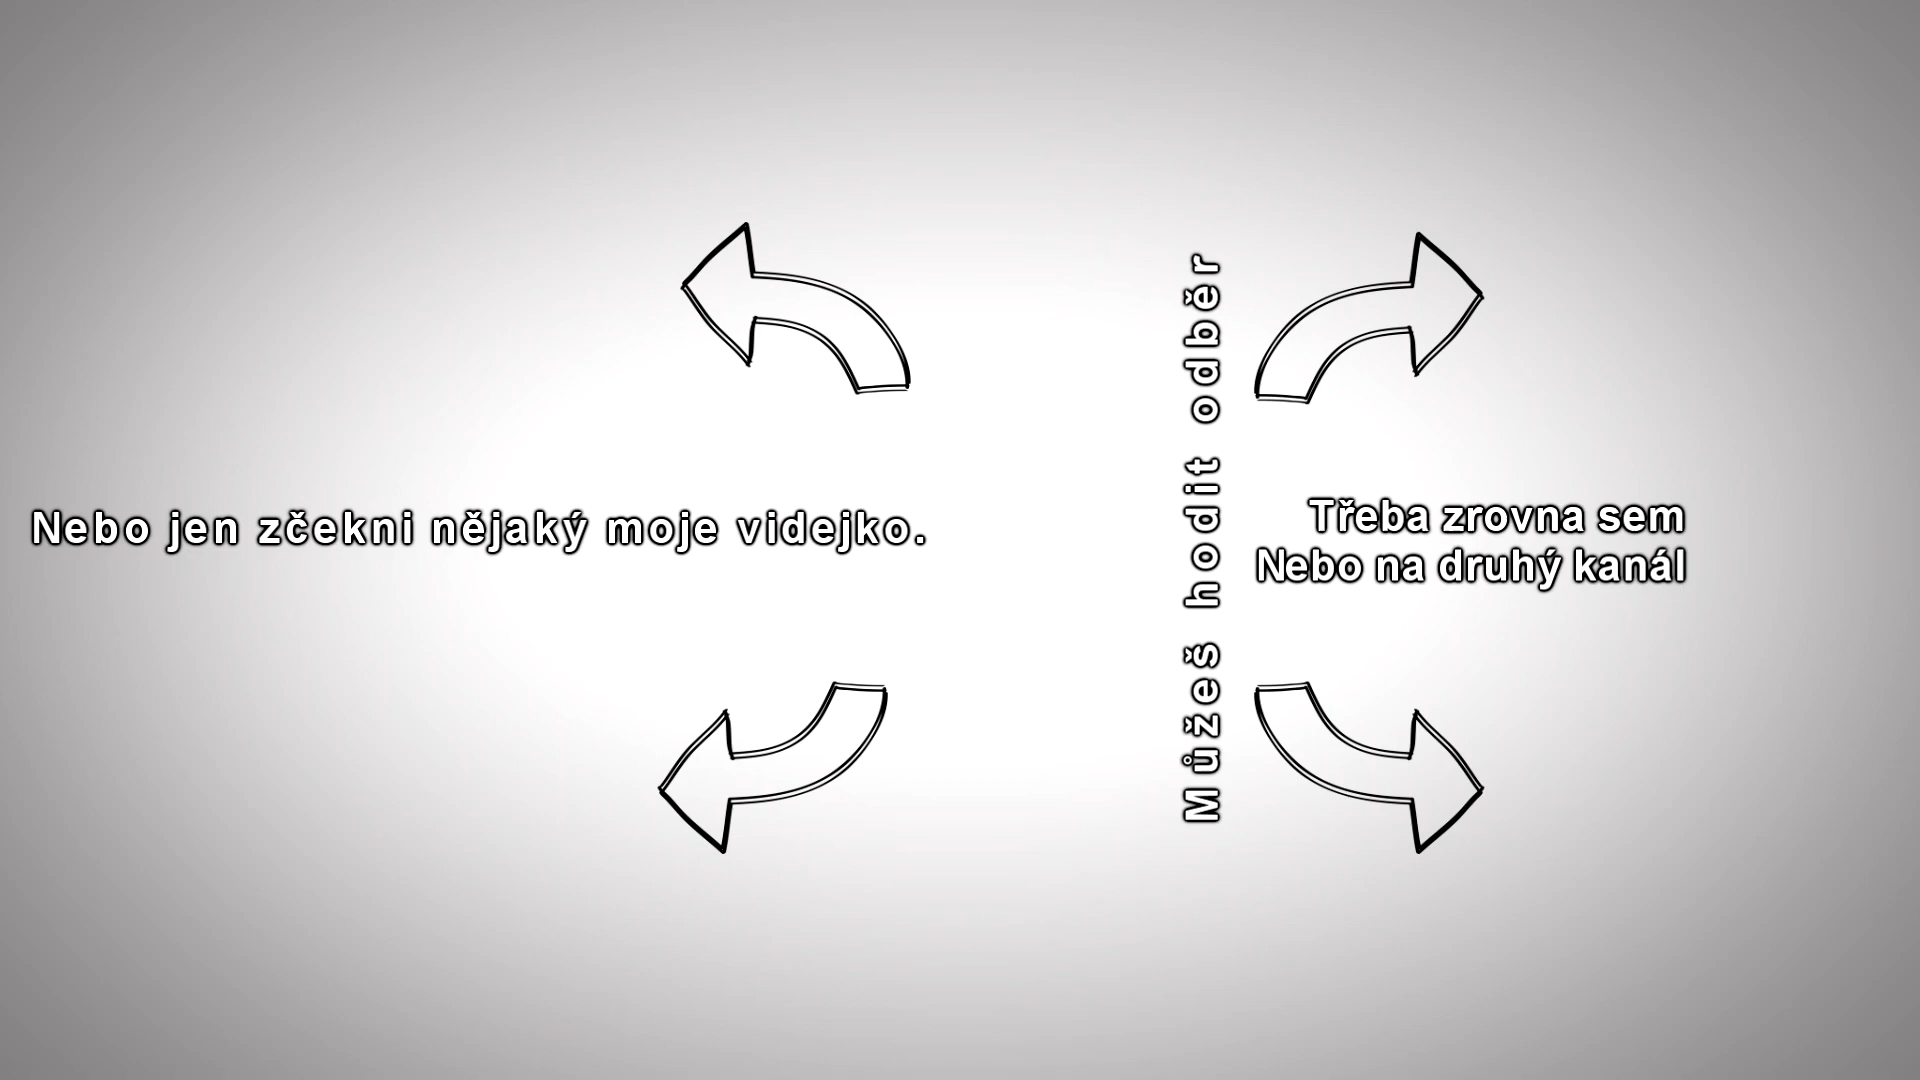 Nebo jen zčekni nějaký moje videjko.
Můžeš hodit odběr
Třeba zrovna sem
Nebo na druhý kanál